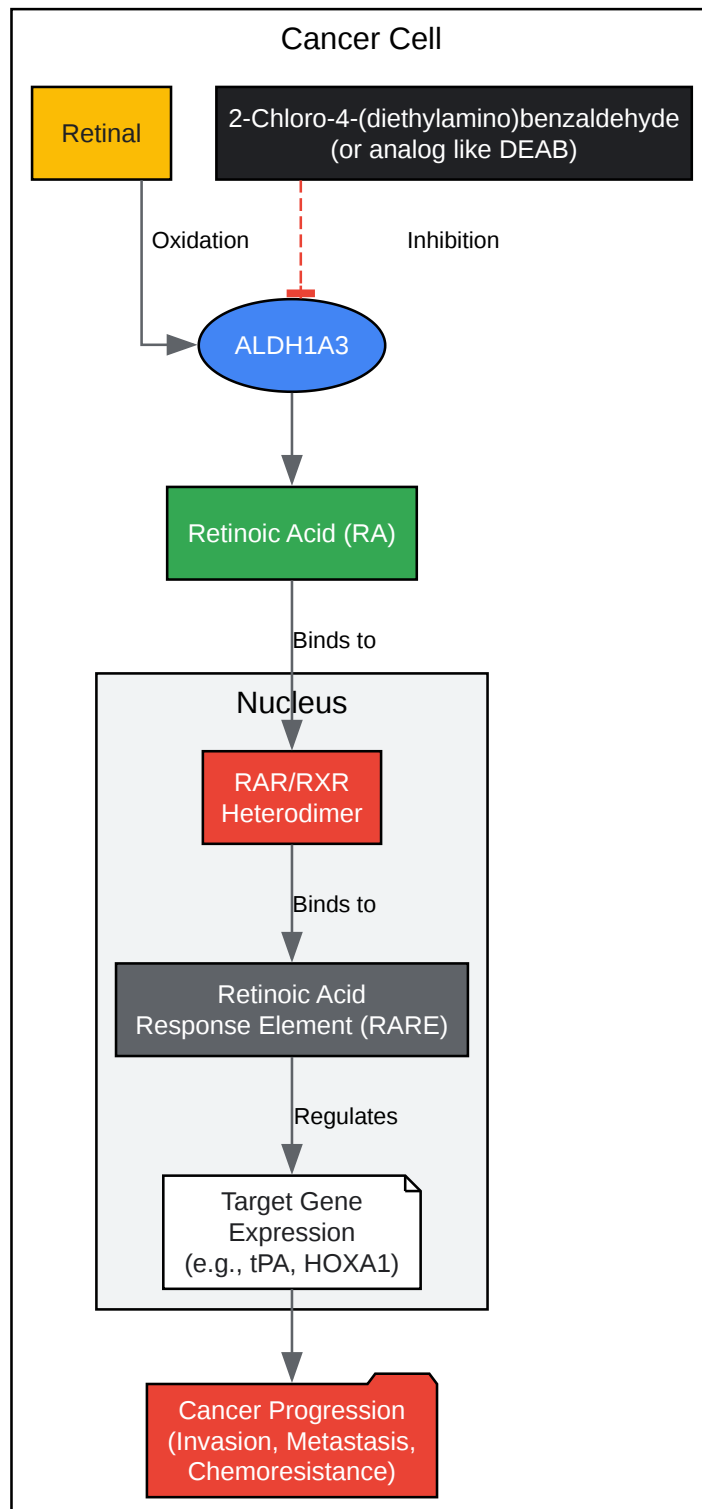 Cancer Cell
Retinal
2-Chloro-4-(diethylamino)benzaldehyde
(or analog like DEAB)
Oxidation
Inhibition
ALDH1A3
Retinoic Acid (RA)
Binds to
Nucleus
RAR/RXR
Heterodimer
Binds to
Retinoic Acid
Response Element (RARE)
Regulates
Target Gene
Expression
(e.g., tPA, HOXA1)
Cancer Progression
(Invasion, Metastasis,
Chemoresistance)